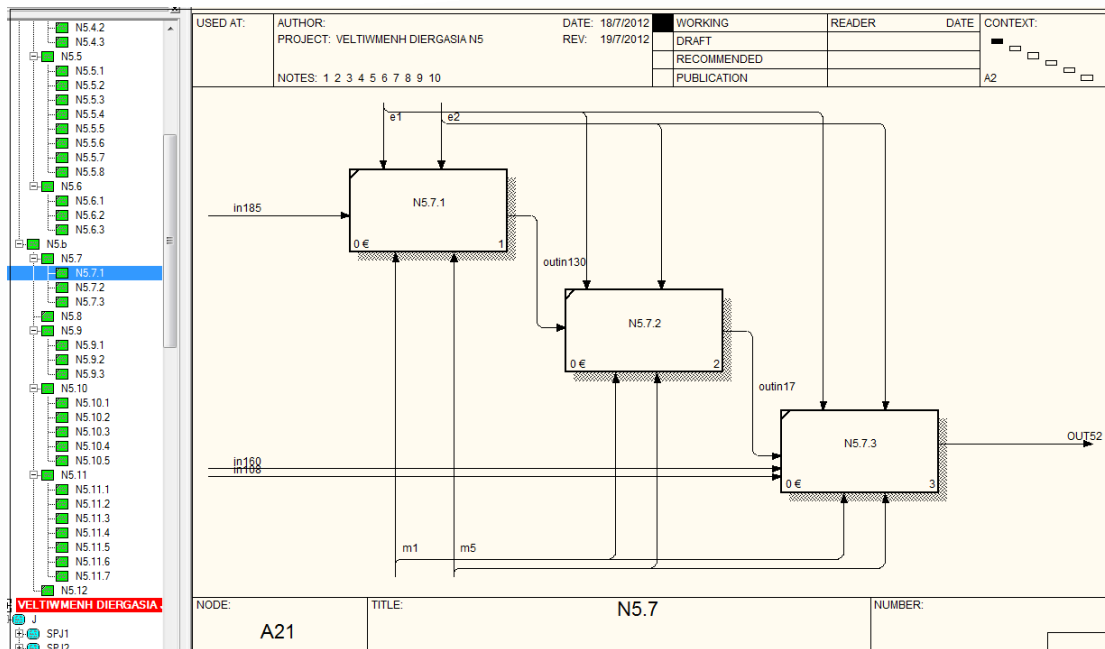 N5.4.2
N5.4.3
N5.5
N5.5.1
N5.5.2
N5.5.3
N5.5.4
N5.5.5
N5.5.6
N5.5.7
N5.5.8
N5.6
N5.6.1
N5.6.2
N5.6.3
N5.b
N5.7
N5.7.1
N5.7.2
N5.7.3
N5.8
N5.9
N5.9.1
N5.9.2
N5.9.3
N5.10
N5.10.1
N5.10.2
N5.10.3
N5.10.4
N5.10.5
N5.11
N5.11.1
N5.11.2
N5.11.3
N5.11.4
N5.11.5
N5.11.6
N5.11.7
N5.12
VELTIWMENH DIERGASIA
J
SPJ1
SPJ2
USED AT: AUTHOR: DATE: 18/7/2012 WORKING READER DATE CONTEXT:
PROJECT: VELTIWMENH DIERGASIA N5 REV: 19/7/2012 DRAFT
RECOMMENDED
NOTES: 1 2 3 4 5 6 7 8 9 10 PUBLICATION A2
e1 e2
N5.7.1
in185
0 € 1
outin130
N5.7.2
0 € 2
outin17
N5.7.3
OUT52
in160
in108
0 € 3
m1 m5
NODE: TITLE: N5.7 NUMBER:
A21